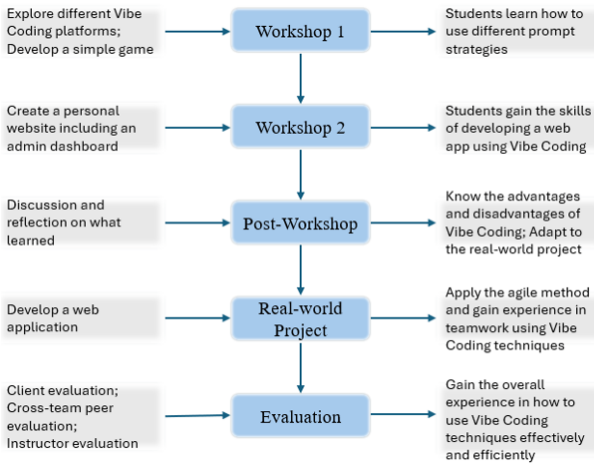 Explore different Vibe
Coding platforms;
Develop a simple game
Workshop 1
Students learn how to
use different prompt
strategies
Create a personal
website including an
admin dashboard
Workshop 2
Students gain the skills
of developing a web
app using Vibe Coding
Discussion and
reflection on what
learned
Post-Workshop
Know the advantages
and disadvantages of
Vibe Coding; Adapt to
the real-world project
Develop a web
application
Real-world
Project
Apply the agile method
and gain experience in
teamwork using Vibe
Coding techniques
Client evaluation;
Cross-team peer
evaluation;
Instructor evaluation
Evaluation
Gain the overall
experience in how to
use Vibe Coding
techniques effectively
and efficiently